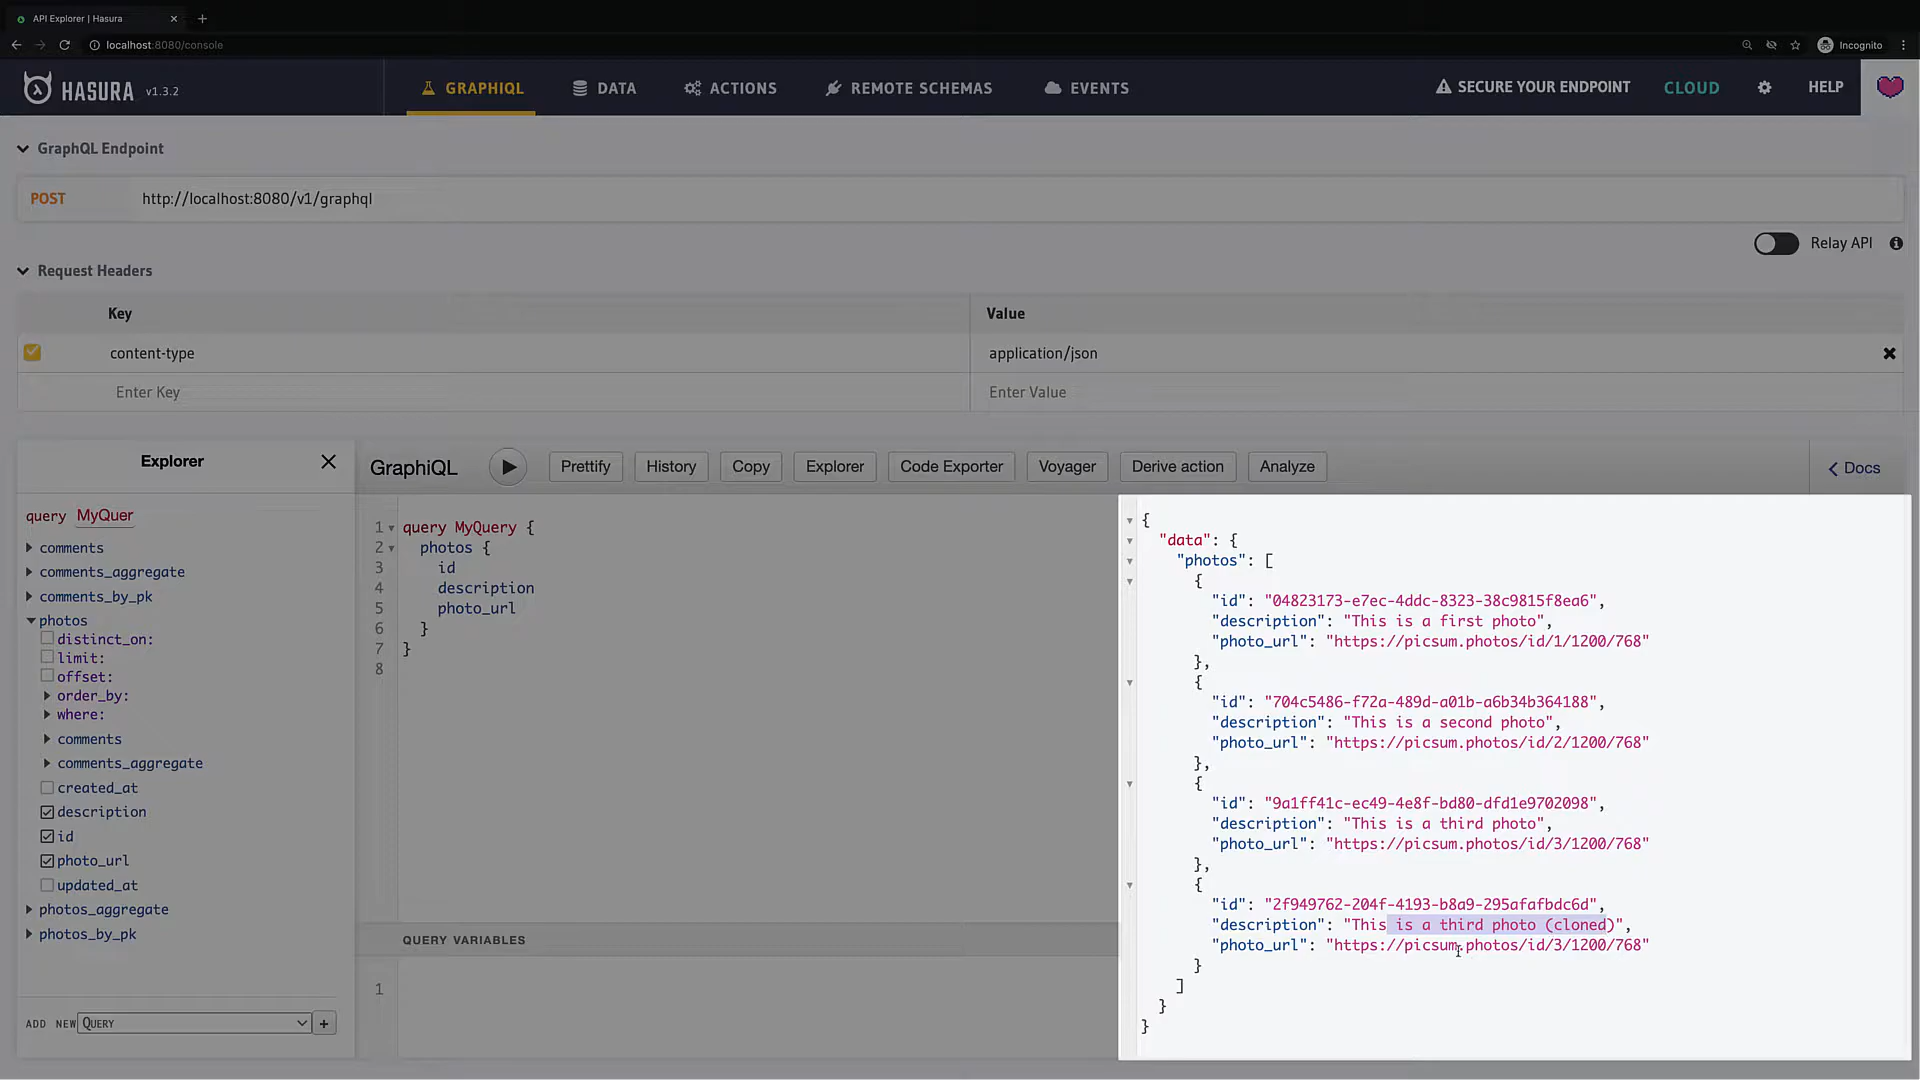 API Explorer | Hasura
localhost:8080/console
Incognito
HASURA v1.3.2
GRAPHIQL
DATA
ACTIONS
REMOTE SCHEMAS
EVENTS
SECURE YOUR ENDPOINT
CLOUD
HELP
GraphQL Endpoint
POST http://localhost:8080/v1/graphql
Relay API
Request Headers
Key Value
content-type application/json
Enter Key Enter Value
Explorer
query MyQuer
comments
comments_aggregate
comments_by_pk
photos
distinct_on:
limit:
offset:
order_by:
where:
comments
comments_aggregate
created_at
description
id
photo_url
updated_at
photos_aggregate
photos_by_pk
ADD NEW QUERY +
GraphiQL
Prettify
History
Copy
Explorer
Code Exporter
Voyager
Derive action
Analyze
Docs
1 query MyQuery {
2 photos {
3 id
4 description
5 photo_url
6 }
7 }
8
QUERY VARIABLES
1
{
"data": {
"photos": [
{
"id": "04823173-e7ec-4ddc-8323-38c9815f8ea6",
"description": "This is a first photo",
"photo_url": "https://picsum.photos/id/1/1200/768"
},
{
"id": "704c5486-f72a-489d-a01b-a6b34b364188",
"description": "This is a second photo",
"photo_url": "https://picsum.photos/id/2/1200/768"
},
{
"id": "9a1ff41c-ec49-4e8f-bd80-dfd1e9702098",
"description": "This is a third photo",
"photo_url": "https://picsum.photos/id/3/1200/768"
},
{
"id": "2f949762-204f-4193-b8a9-295afafbdc6d",
"description": "This is a third photo (cloned)",
"photo_url": "https://picsum.photos/id/3/1200/768"
}
]
}
}